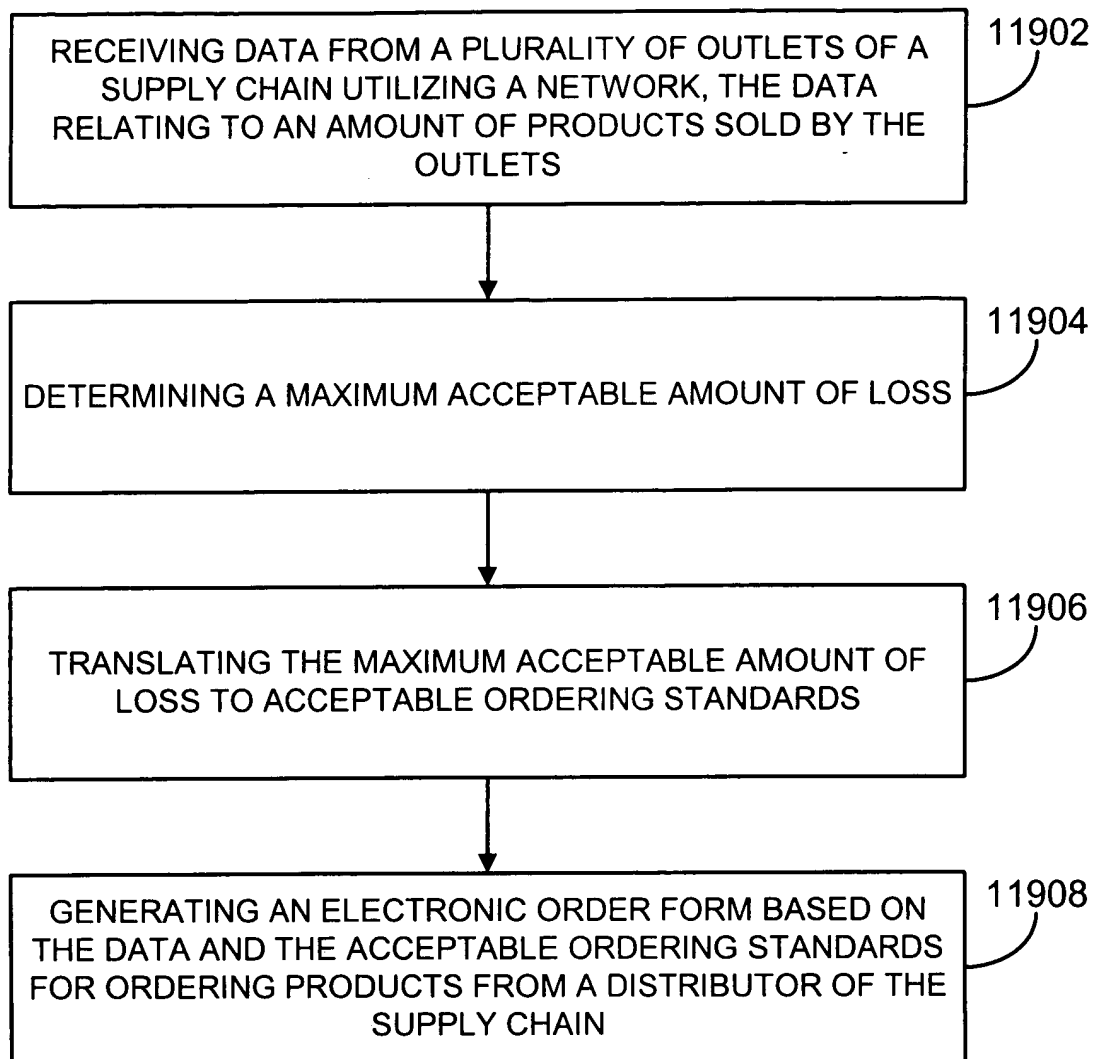 RECEIVING DATA FROM A PLURALITY OF OUTLETS OF A
SUPPLY CHAIN UTILIZING A NETWORK, THE DATA
RELATING TO AN AMOUNT OF PRODUCTS SOLD BY THE
OUTLETS
11902
DETERMINING A MAXIMUM ACCEPTABLE AMOUNT OF LOSS
11904
TRANSLATING THE MAXIMUM ACCEPTABLE AMOUNT OF
LOSS TO ACCEPTABLE ORDERING STANDARDS
11906
GENERATING AN ELECTRONIC ORDER FORM BASED ON
THE DATA AND THE ACCEPTABLE ORDERING STANDARDS
FOR ORDERING PRODUCTS FROM A DISTRIBUTOR OF THE
SUPPLY CHAIN
11908